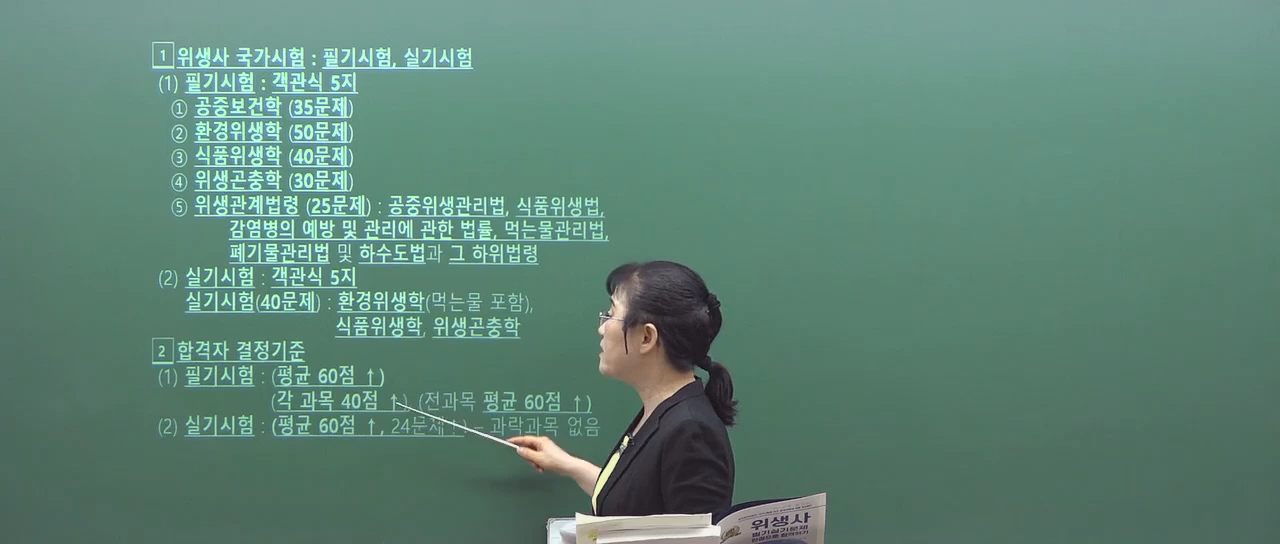 1 위생사 국가시험 : 필기시험, 실기시험
(1) 필기시험 : 객관식 5지
① 공중보건학 (35문제)
② 환경위생학 (50문제)
③ 식품위생학 (40문제)
④ 위생곤충학 (30문제)
⑤ 위생관계법령 (25문제) : 공중위생관리법, 식품위생법,
감염병의 예방 및 관리에 관한 법률, 먹는물관리법,
폐기물관리법 및 하수도법과 그 하위법령
(2) 실기시험 : 객관식 5지
실기시험(40문제) : 환경위생학(먹는물 포함),
식품위생학, 위생곤충학
2 합격자 결정기준
(1) 필기시험 : (평균 60점 ↑)
(각 과목 40점 ↑), (전과목 평균 60점 ↑)
(2) 실기시험 : (평균 60점 ↑, 24문제↑) – 과락과목 없음
위생사